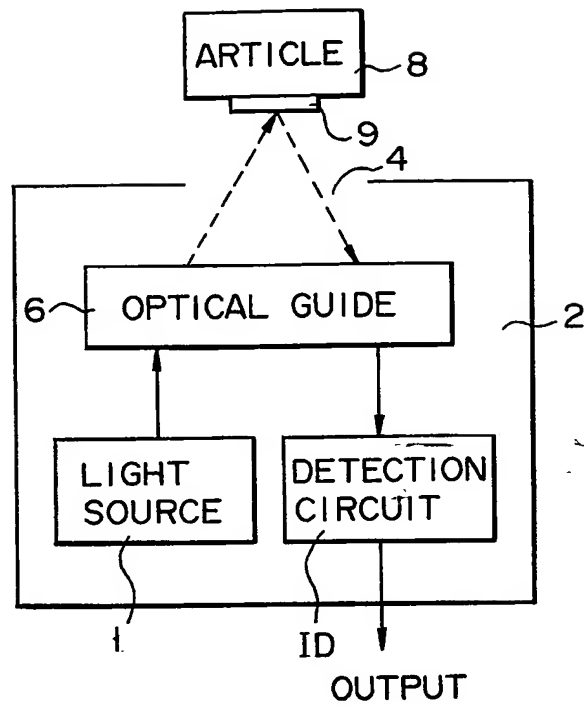 ARTICLE
8
9
4
6
OPTICAL GUIDE
2
LIGHT
SOURCE
DETECTION
CIRCUIT
1
ID
OUTPUT